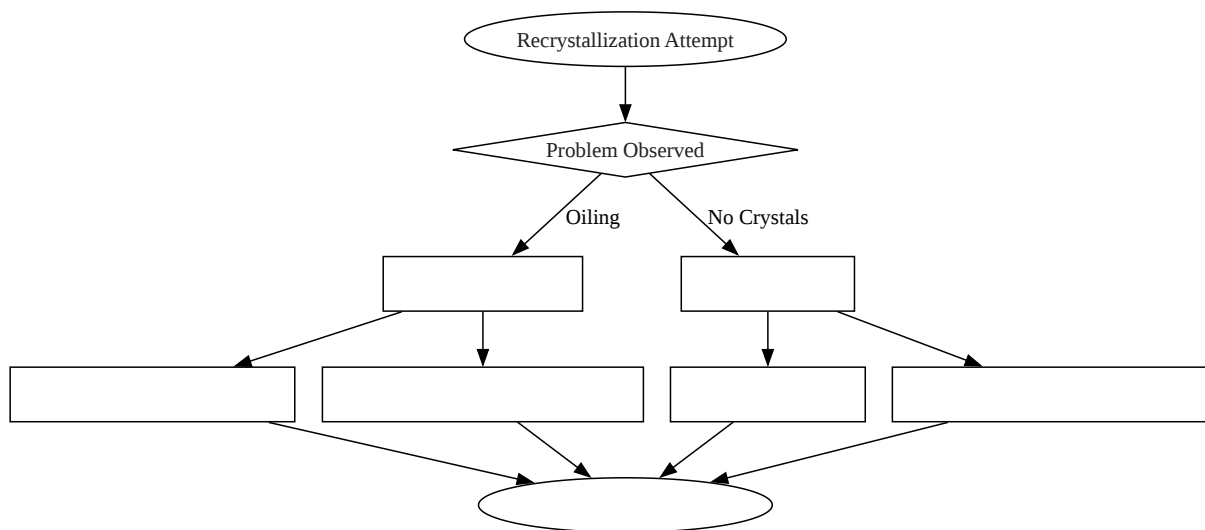 Recrystallization Attempt
Problem Observed
Oiling
No Crystals